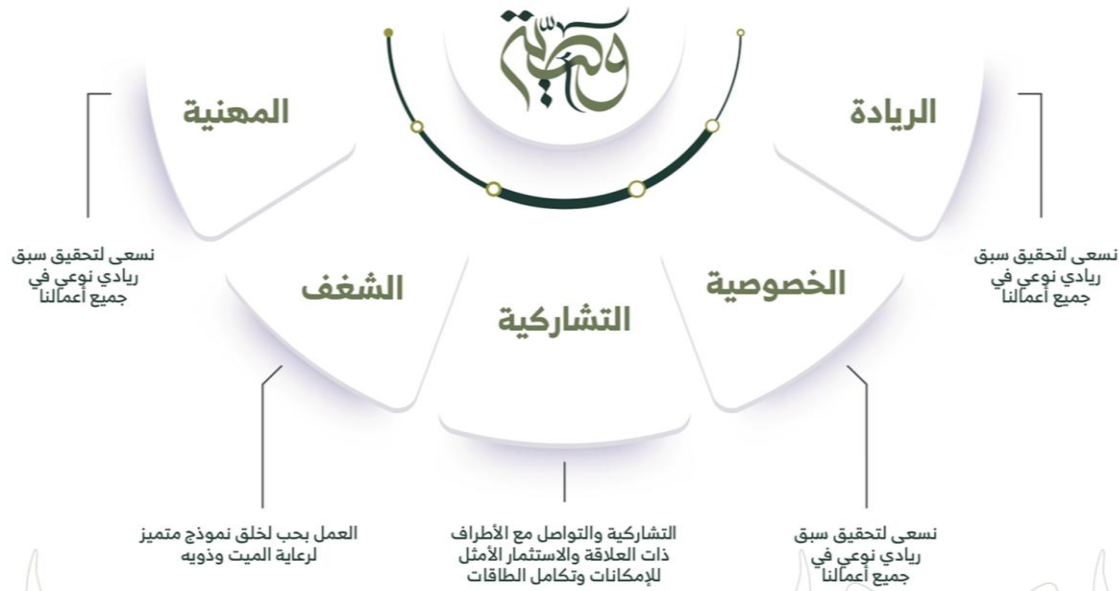 الريادة
نسعى لتحقيق سبق
ريادي نوعي في
جميع أعمالنا
الخصوصية
نسعى لتحقيق سبق
ريادي نوعي في
جميع أعمالنا
التشاركية
التشاركية والتواصل مع الأطراف
ذات العلاقة والاستثمار الأمثل
للإمكانات وتكامل الطاقات
الشغف
العمل بحب لخلق نموذج متميز
لرعاية الميت وذويه
المهنية
نسعى لتحقيق سبق
ريادي نوعي في
جميع أعمالنا